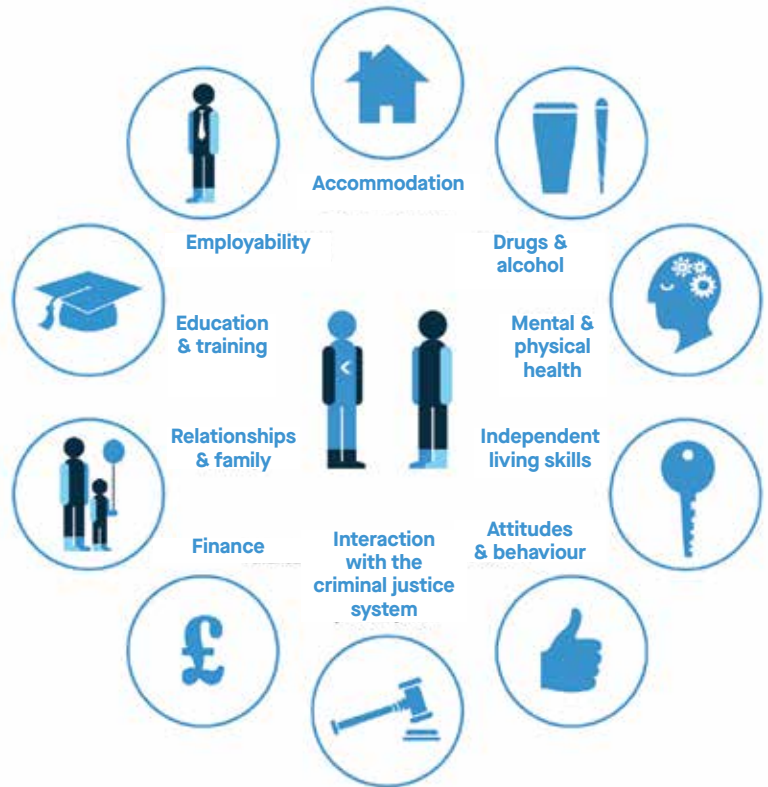 Accommodation
Employability
Drugs &
alcohol
Education
& training
Mental &
physical
health
Relationships
& family
Independent
living skills
Finance
Interaction
with the
criminal justice
system
Attitudes
& behaviour
£